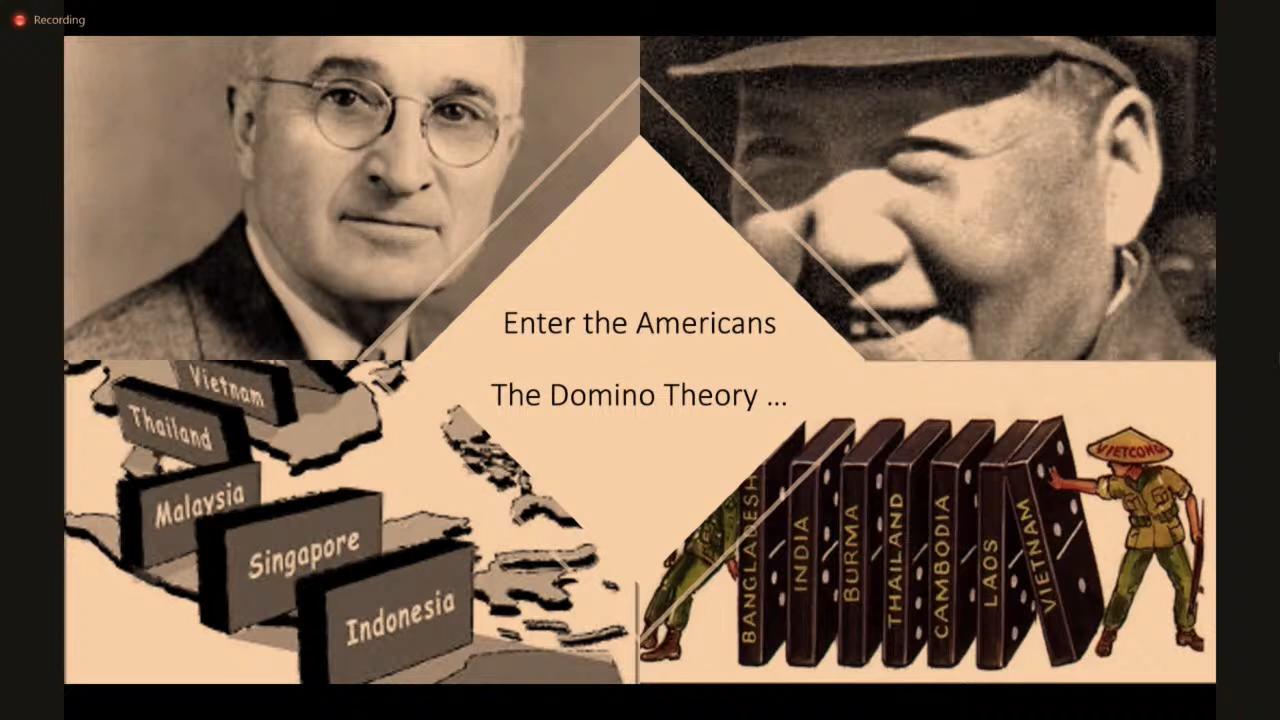 Recording
Enter the Americans
The Domino Theory ...
Vietnam
Thailand
Malaysia
Singapore
Indonesia
BANGLADESH
INDIA
BURMA
THAILAND
CAMBODIA
LAOS
VIETNAM
VIETCONG